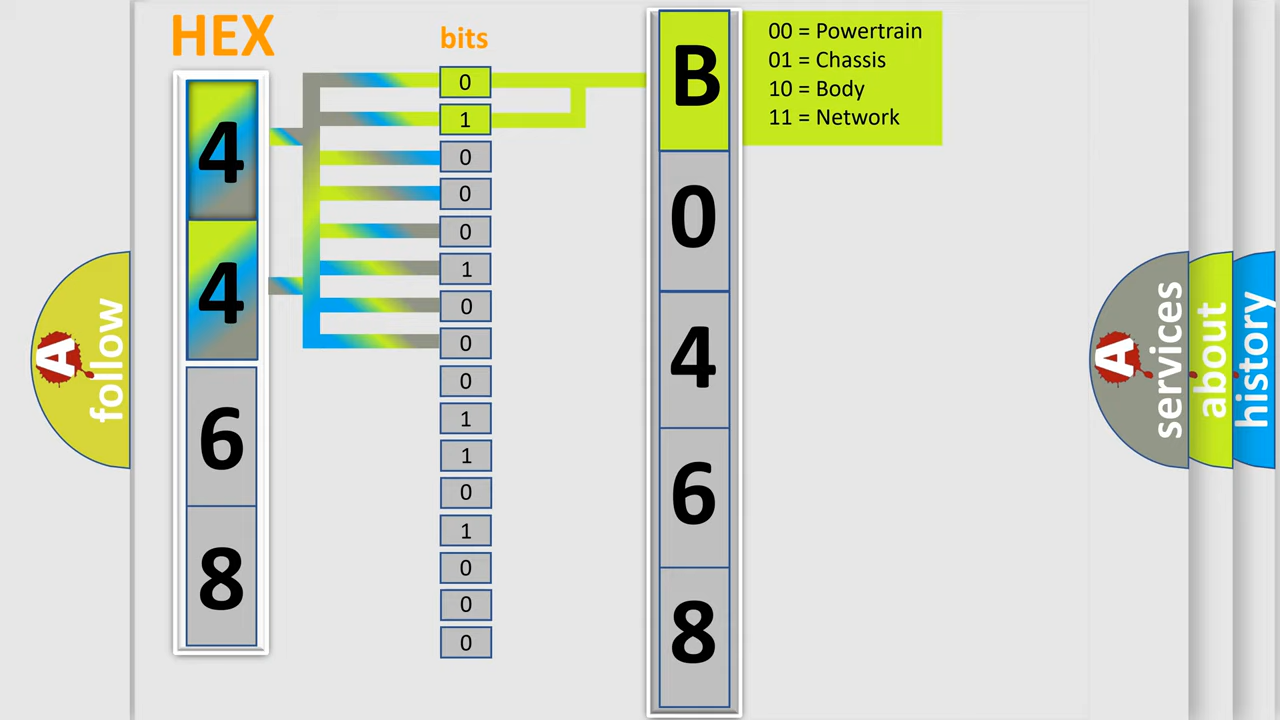 HEX
bits
4
4
6
8
0
1
0
0
0
1
0
0
0
1
1
0
1
0
0
0
B
0
4
6
8
00 = Powertrain
01 = Chassis
10 = Body
11 = Network
A
follow
A
services
about
history